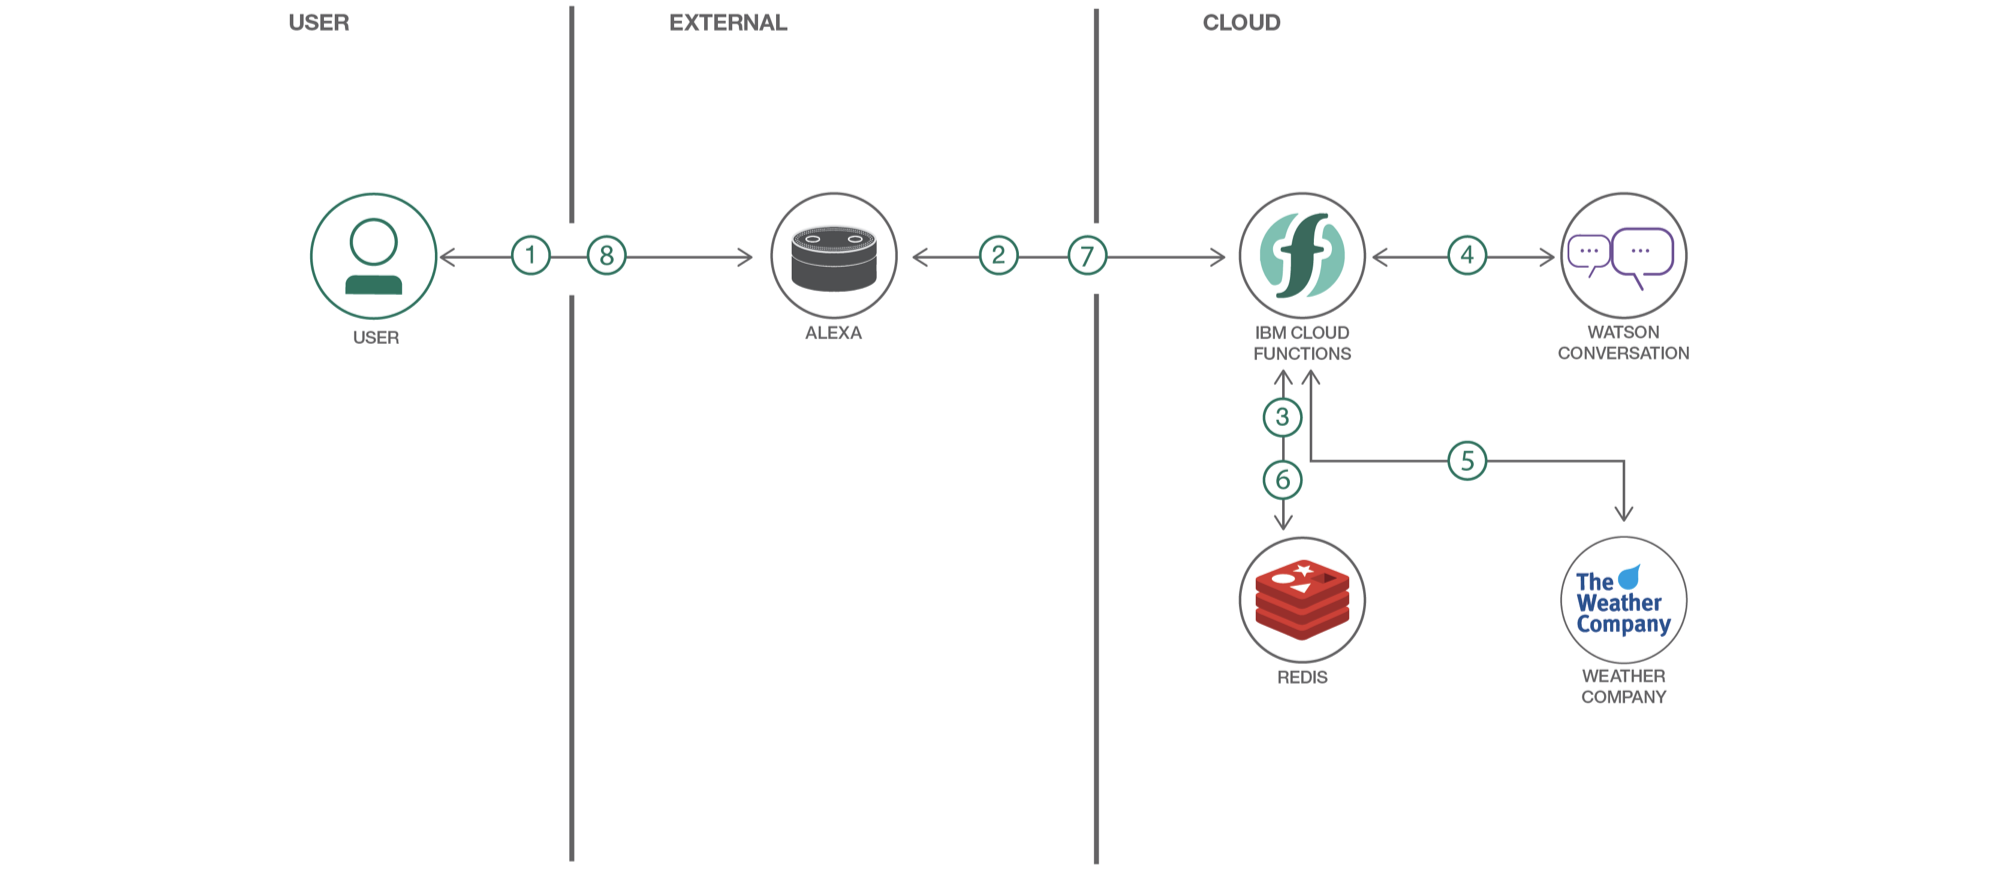 USER
EXTERNAL
CLOUD
1
8
2
7
4
USER
ALEXA
IBM CLOUD
FUNCTIONS
WATSON
CONVERSATION
3
5
6
The
Weather
Company
REDIS
WEATHER
COMPANY